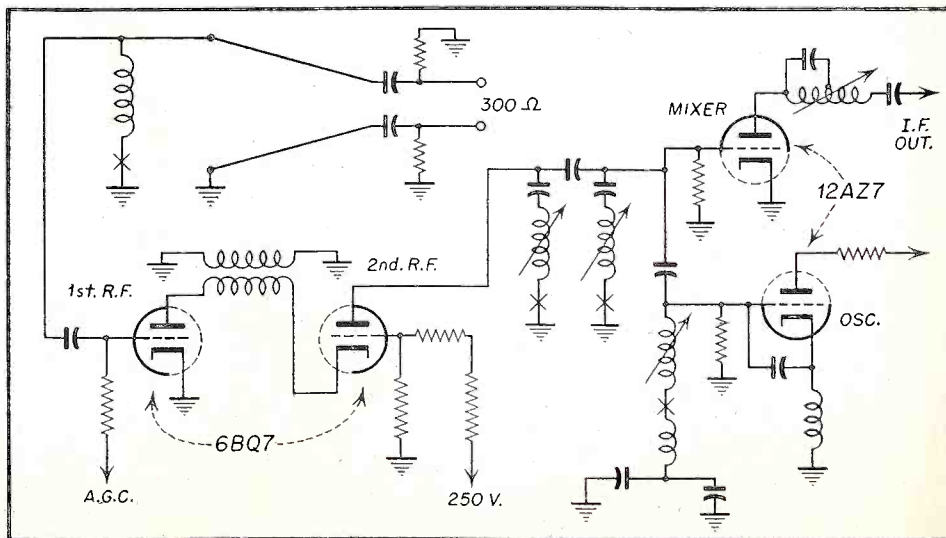 300 Ω
MIXER
I.F.
OUT.
12AZ7
1st. R.F.
2nd. R.F.
OSC.
6BQ7
A.G.C.
250 V.